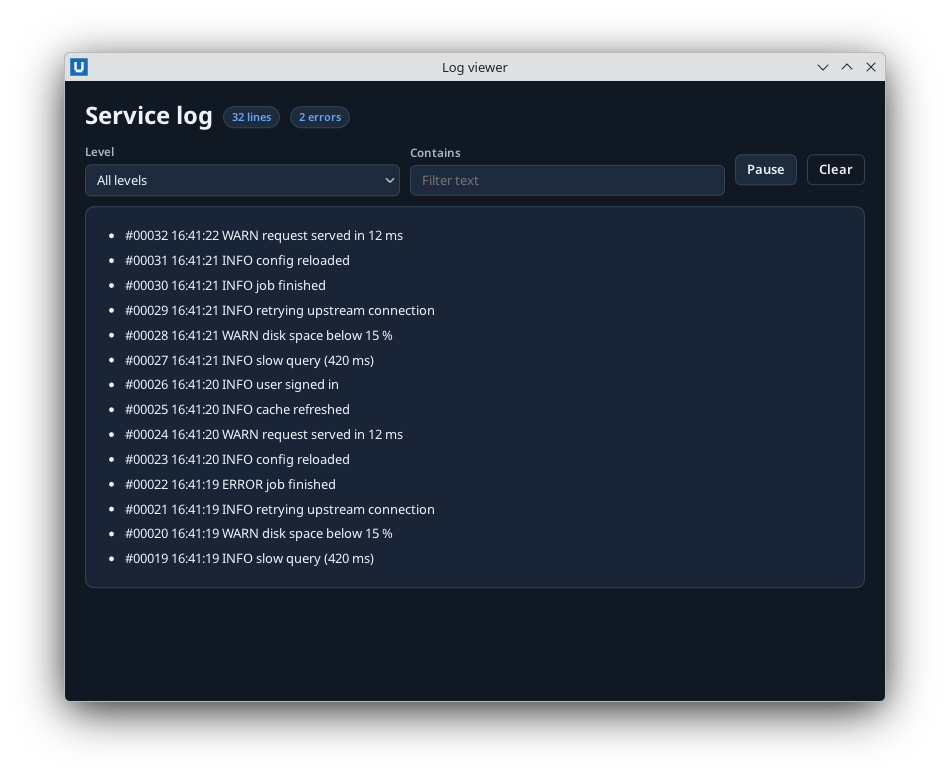 Log viewer
Service log 32 lines 2 errors
Level
Contains
All levels
Filter text
Pause
Clear
#00032 16:41:22 WARN request served in 12 ms
#00031 16:41:21 INFO config reloaded
#00030 16:41:21 INFO job finished
#00029 16:41:21 INFO retrying upstream connection
#00028 16:41:21 WARN disk space below 15 %
#00027 16:41:21 INFO slow query (420 ms)
#00026 16:41:20 INFO user signed in
#00025 16:41:20 INFO cache refreshed
#00024 16:41:20 WARN request served in 12 ms
#00023 16:41:20 INFO config reloaded
#00022 16:41:19 ERROR job finished
#00021 16:41:19 INFO retrying upstream connection
#00020 16:41:19 WARN disk space below 15 %
#00019 16:41:19 INFO slow query (420 ms)